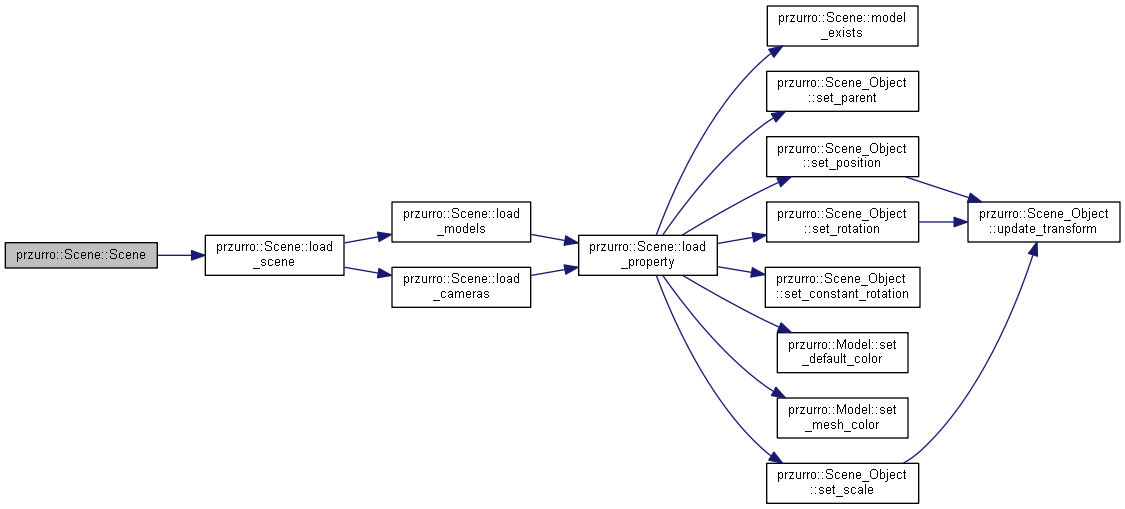 przurro::Scene::Scene
przurro::Scene::load
_scene
przurro::Scene::load
_models
przurro::Scene::load
_cameras
przurro::Scene::load
_property
przurro::Scene::model
_exists
przurro::Scene_Object
::set_parent
przurro::Scene_Object
::set_position
przurro::Scene_Object
::set_rotation
przurro::Scene_Object
::set_constant_rotation
przurro::Model::set
_default_color
przurro::Model::set
_mesh_color
przurro::Scene_Object
::set_scale
przurro::Scene_Object
::update_transform